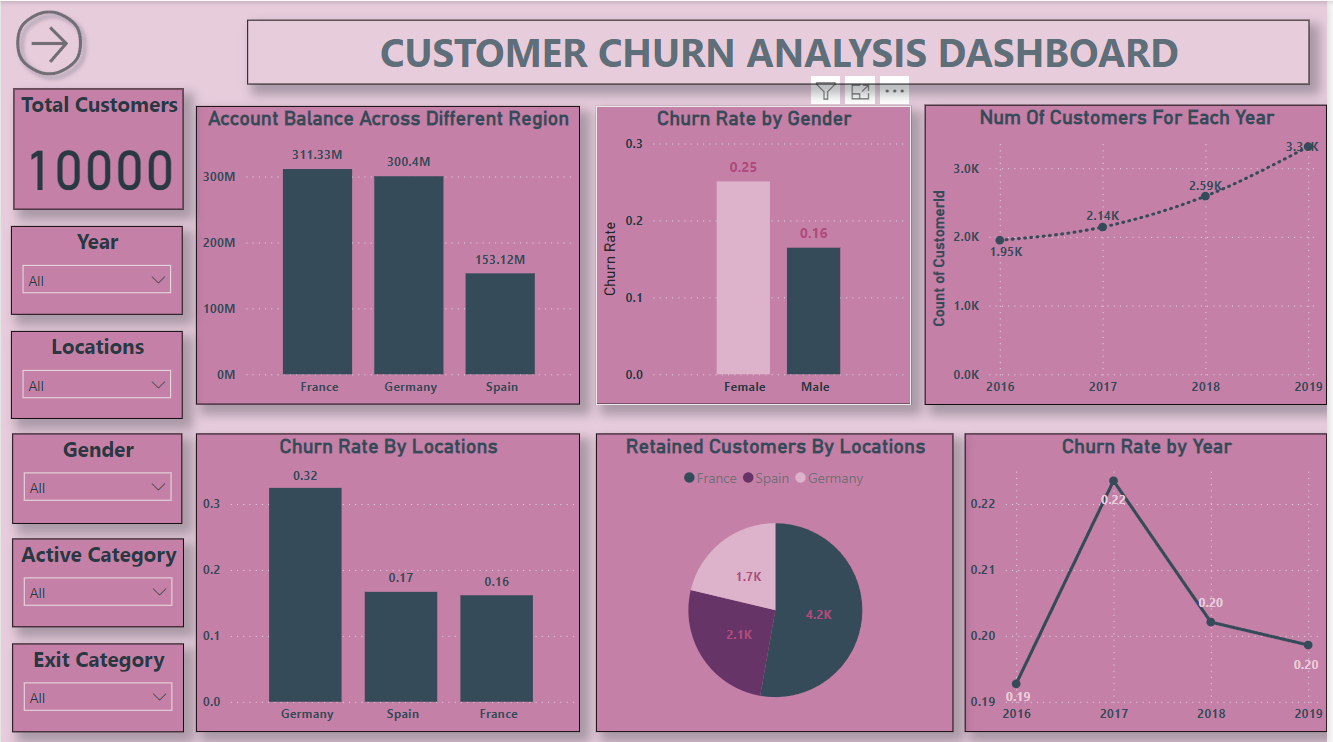 CUSTOMER CHURN ANALYSIS DASHBOARD
Total Customers
10000
Year
All
Locations
All
Gender
All
Active Category
All
Exit Category
All
Account Balance Across Different Region
311.33M
300.4M
153.12M
300M
200M
100M
0M
France
Germany
Spain
Churn Rate by Gender
0.3
0.2
0.1
0.0
Churn Rate
0.25
0.16
Female
Male
Num Of Customers For Each Year
Count of CustomerId
3.0K
2.0K
1.0K
0.0K
1.95K
2.14K
2.59K
2016
2017
2018
2019
Churn Rate By Locations
0.3
0.2
0.1
0.0
0.32
0.17
0.16
Germany
Spain
France
Retained Customers By Locations
France Spain Germany
1.7K
4.2K
2.1K
Churn Rate by Year
0.22
0.21
0.20
0.19
0.19
0.22
0.20
0.20
2016
2017
2018
2019